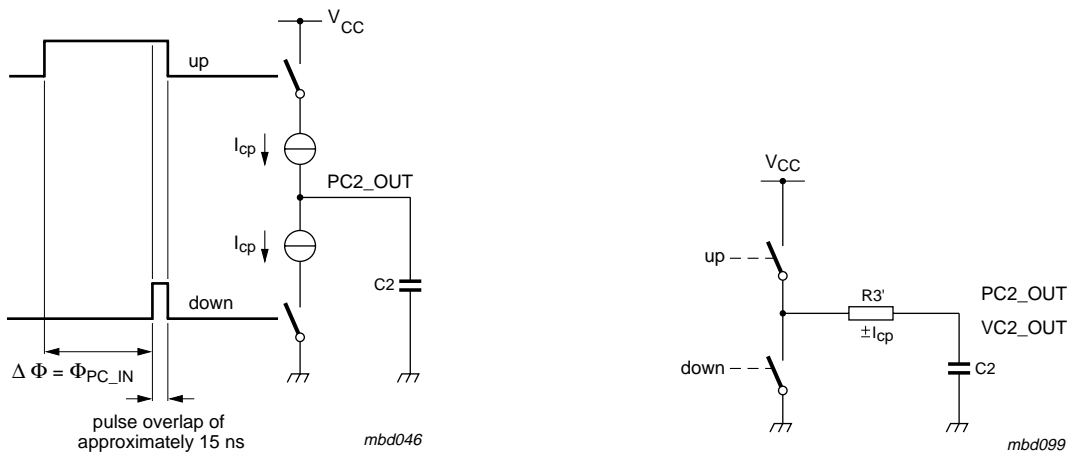 VCC
up
Icp
PC2_OUT
Icp
C2
down
Δ Φ = ΦPC_IN
pulse overlap of
approximately 15 ns
mbd046
VCC
up
R3'
±Icp
PC2_OUT
VC2_OUT
down
C2
mbd099